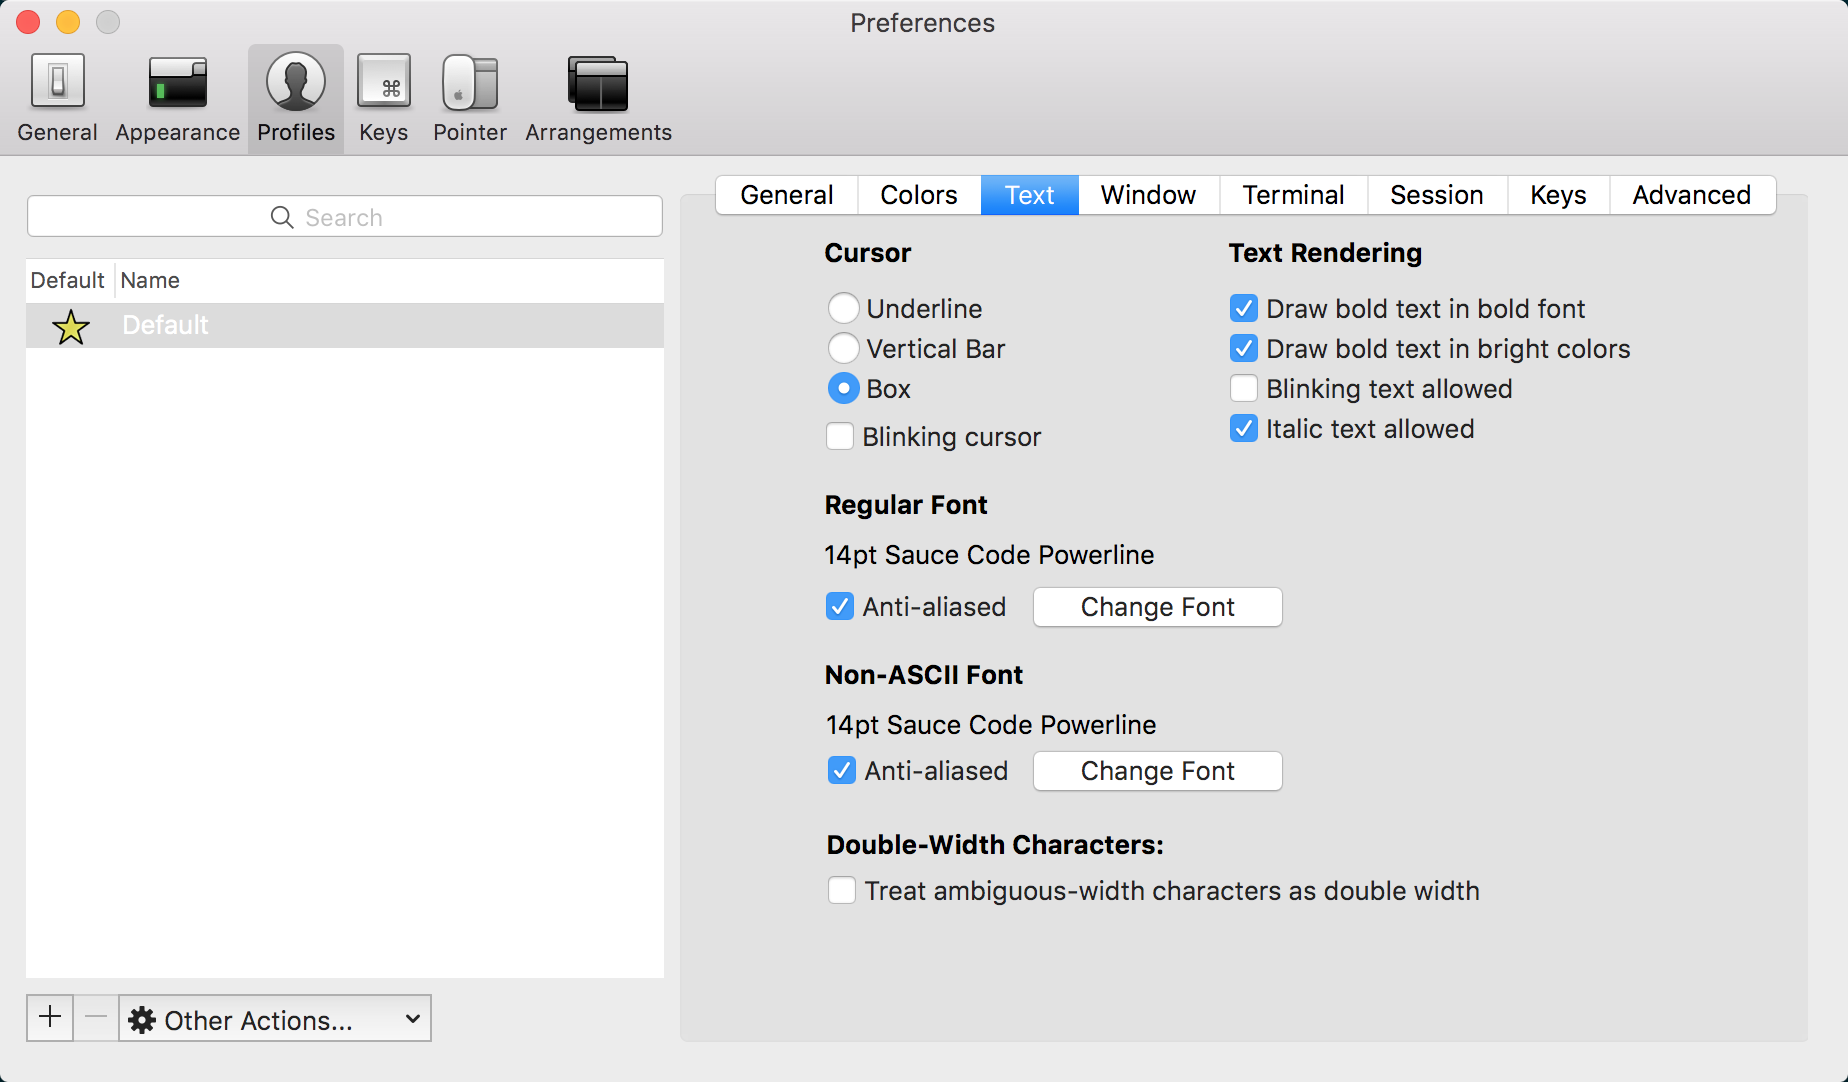 Preferences
General Appearance Profiles Keys Pointer Arrangements
Search
Default Name
Default
General Colors Text Window Terminal Session Keys Advanced
Cursor
Underline
Vertical Bar
Box
Blinking cursor
Text Rendering
Draw bold text in bold font
Draw bold text in bright colors
Blinking text allowed
Italic text allowed
Regular Font
14pt Sauce Code Powerline
Anti-aliased Change Font
Non-ASCII Font
14pt Sauce Code Powerline
Anti-aliased Change Font
Double-Width Characters:
Treat ambiguous-width characters as double width
Other Actions...